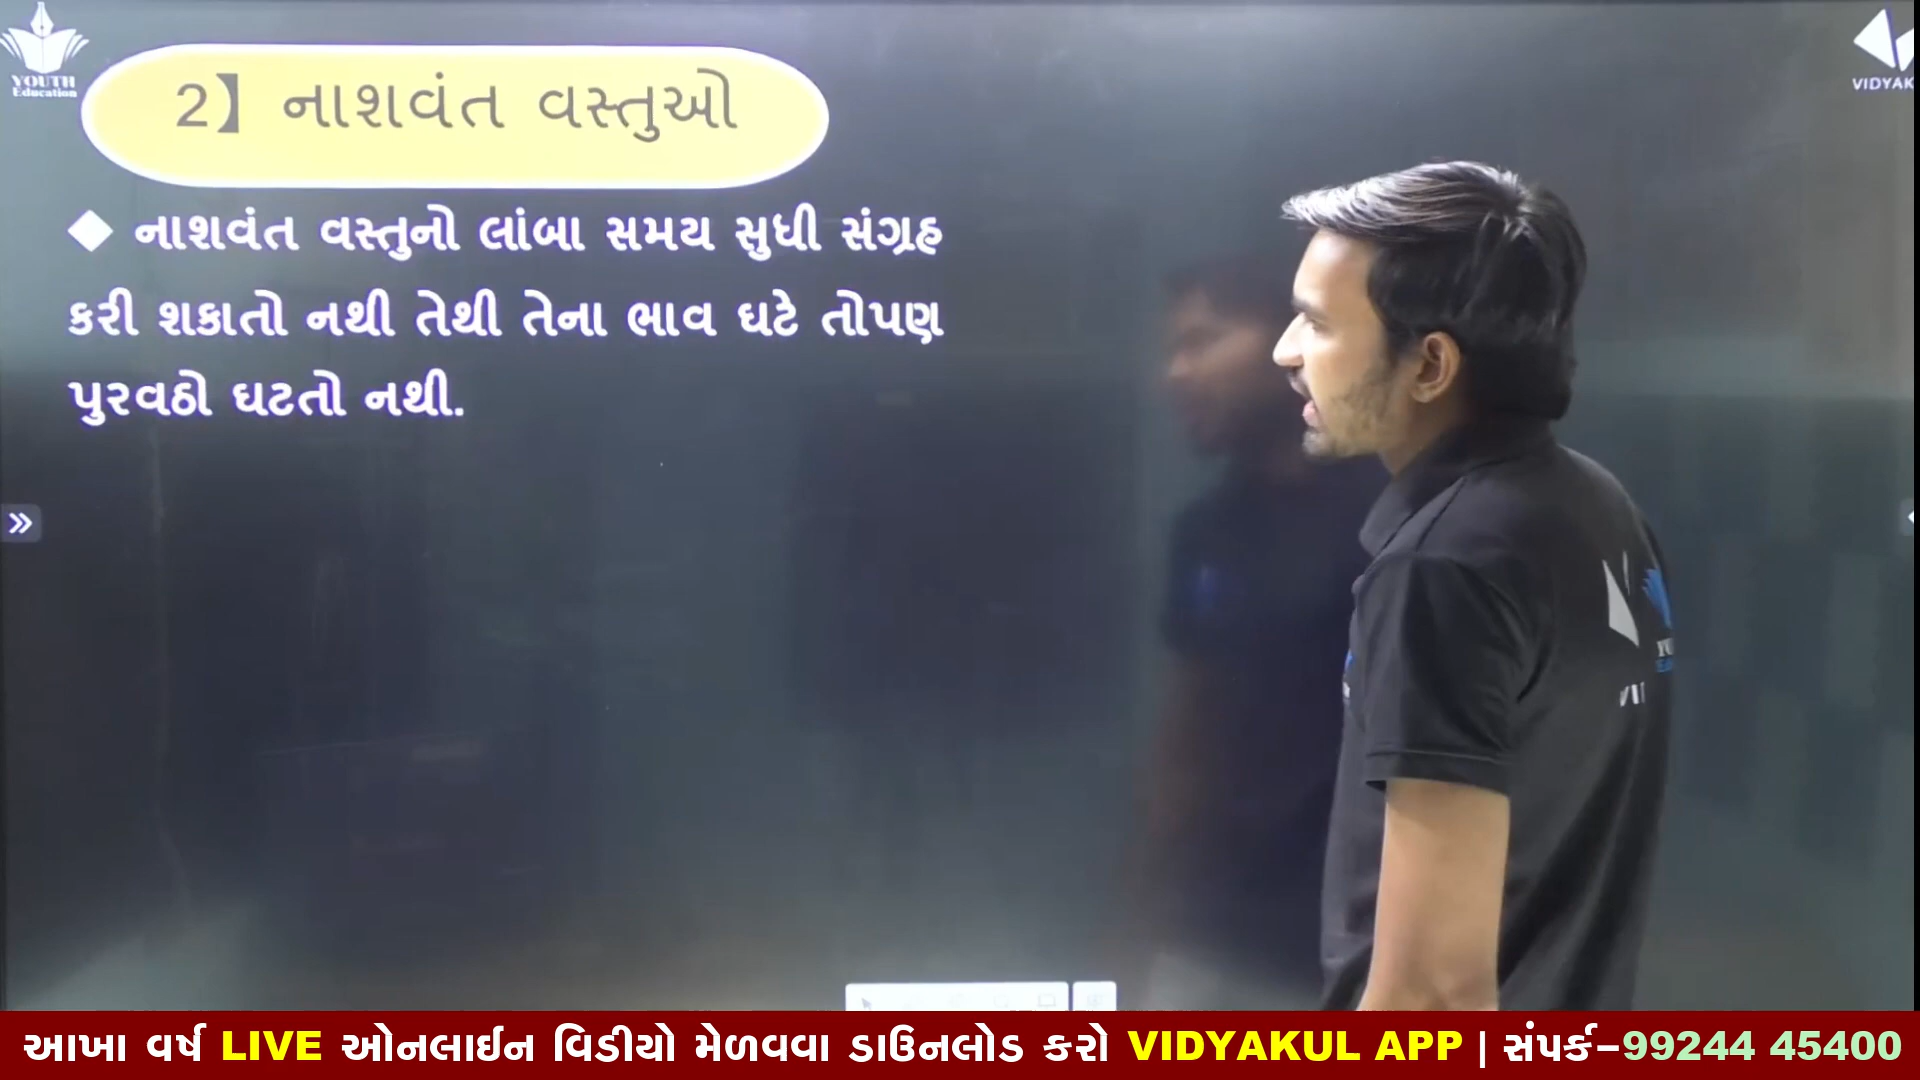 YOUTH
Education
VIDYAK
2】 નાશવંત વસ્તુઓ
◆ નાશવંત વસ્તુનો લાંબા સમય સુધી સંગ્રહ
કરી શકાતો નથી તેથી તેના ભાવ ઘટે તોપણ
પુરવઠો ઘટતો નથી.
આખા વર્ષ LIVE ઓનલાઈન વિડીયો મેળવવા ડાઉનલોડ કરો VIDYAKUL APP | સંપર્ક-99244 45400